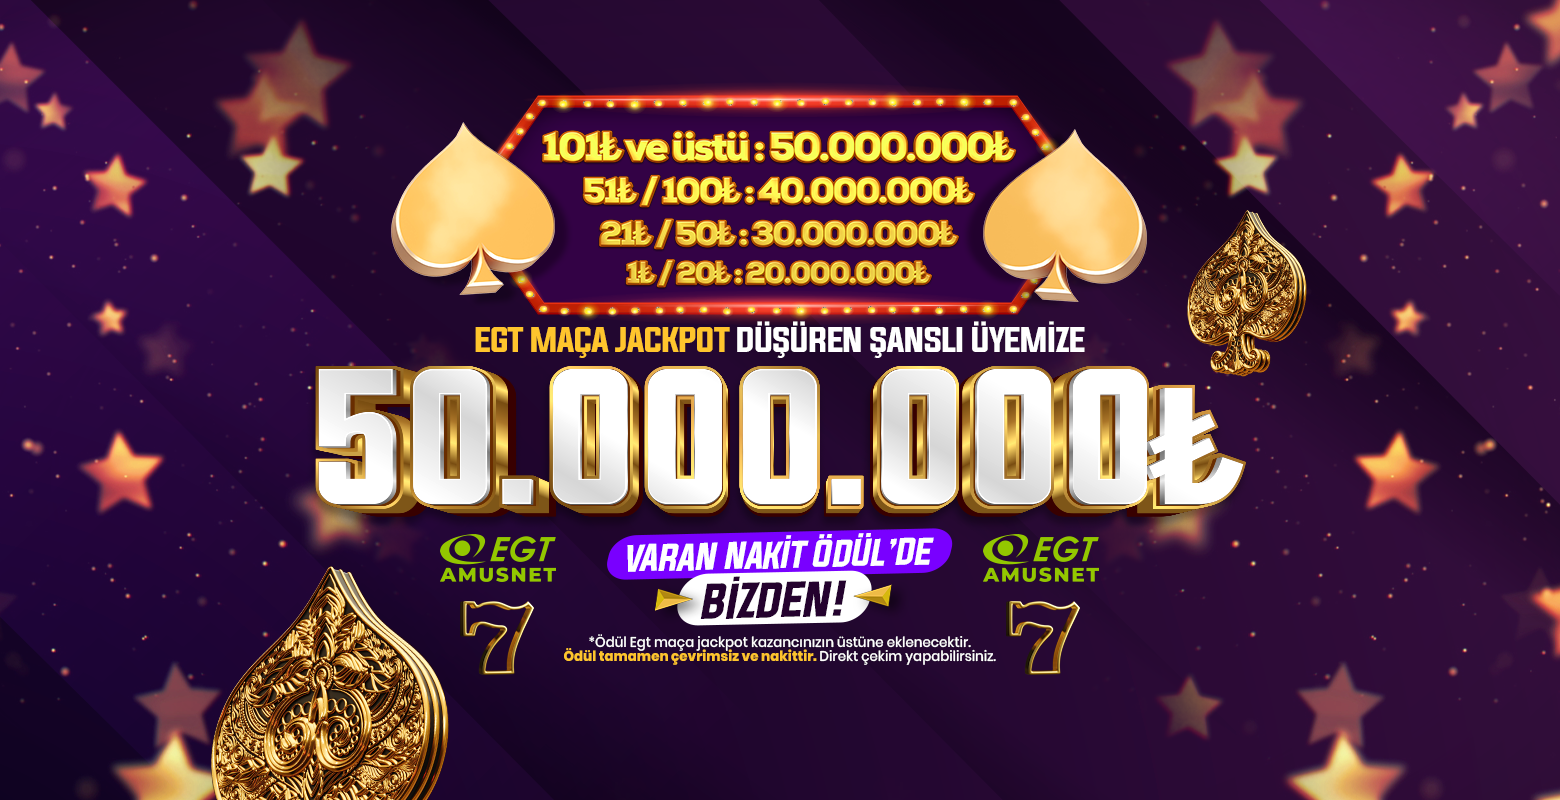 101₺ ve üstü : 50.000.000₺
51₺ / 100₺ : 40.000.000₺
21₺ / 50₺ : 30.000.000₺
1₺ / 20₺ : 20.000.000₺
EGT MAÇA JACKPOT DÜŞÜREN ŞANSLI ÜYEMİZE
50.000.000₺
EGT
AMUSNET
VARAN NAKİT ÖDÜL'DE
BİZDEN!
EGT
AMUSNET
7
7
*Ödül Egt maça jackpot kazancınızın üstüne eklenecektir.
Ödül tamamen çevrimsiz ve nakittir. Direkt çekim yapabilirsiniz.